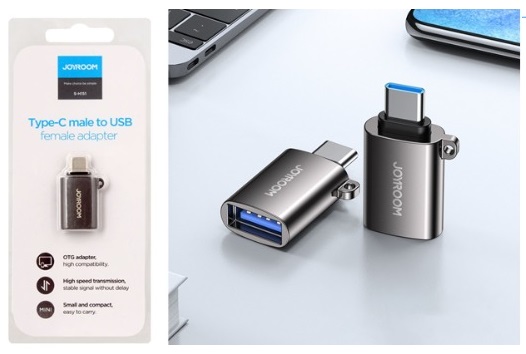 JOYROOM
S-H151
Type-C male to USB
female adapter
JOYROOM
OTG adapter,
high compatibility.
High speed transmission,
stable signal without delay
MINI
Small and compact,
easy to carry.
JOYROOM
JOYROOM